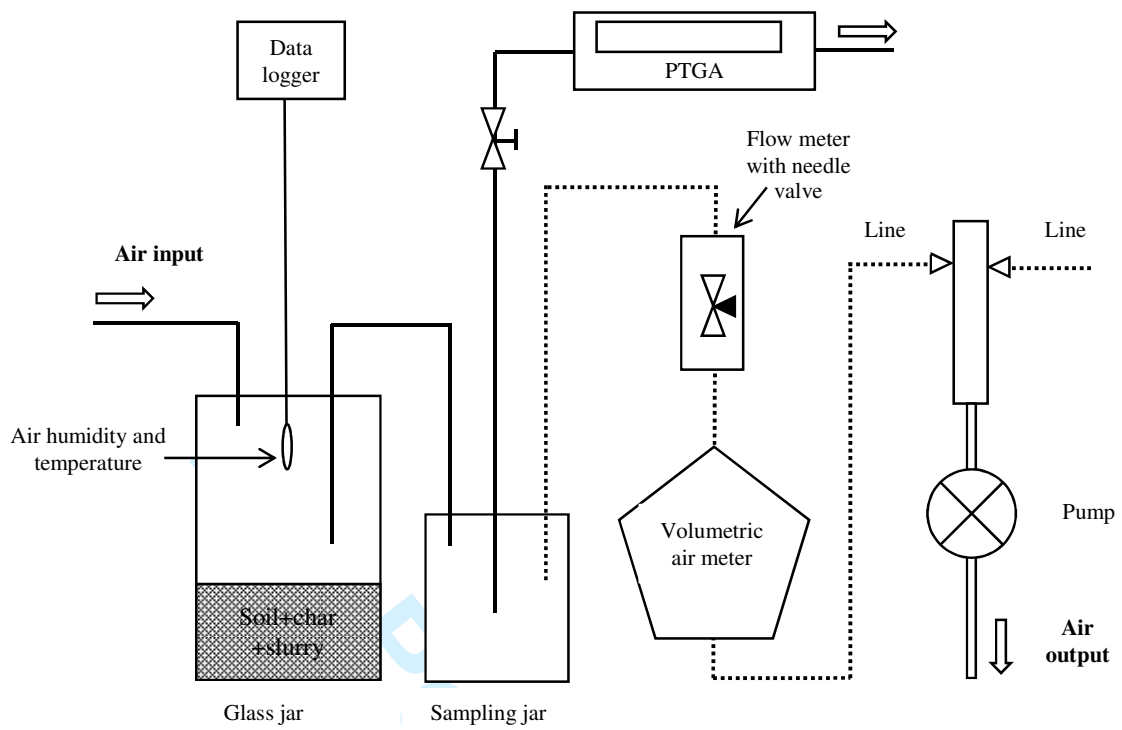 Data
logger
PTGA
Flow meter
with needle
valve
Air input
Line
Line
Air humidity and
temperature
Volumetric
air meter
Pump
Soil+char
+slurry
Air
output
Glass jar
Sampling jar